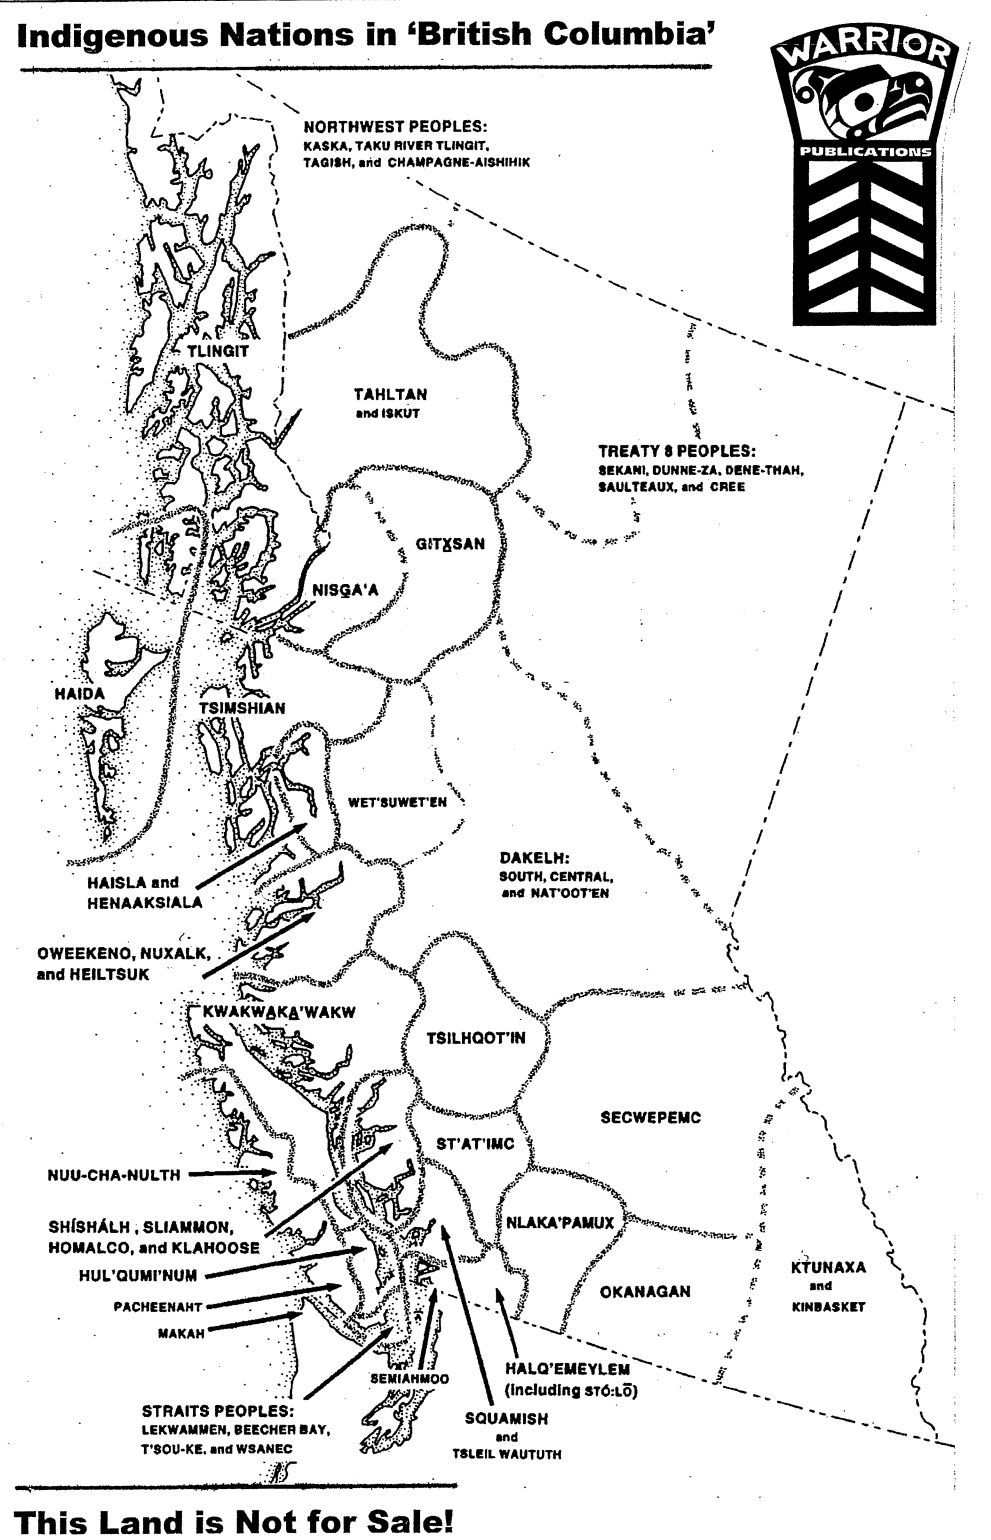 Indigenous Nations in ‘British Columbia’
WARRIOR
PUBLICATIONS
NORTHWEST PEOPLES:
KASKA, TAKU RIVER TLINGIT,
TAGISH, and CHAMPAGNE-AISHIHIK
TLINGIT
TAHLTAN
and ISKUT
TREATY 8 PEOPLES:
SEKANI, DUNNE-ZA, DENE-THAH,
SAULTEAUX, and CREE
GITX̱SAN
NISG̱A'A
HAIDA
TSIMSHIAN
WET'SUWET'EN
DAKELH:
SOUTH, CENTRAL,
and NAT'OOT'EN
HAISLA and
HENAAKSIALA
OWEEKENO, NUXALK,
and HEILTSUK
KWAKWA̱KA̱'WAKW
TSILHQOT'IN
SECWEPEMC
ST'AT'IMC
NUU-CHA-NULTH
NLAKA'PAMUX
SHÍSHÁLH, SLIAMMON,
HOMALCO, and KLAHOOSE
HUL'QUMI'NUM
PACHEENAHT
MAKAH
OKANAGAN
KTUNAXA
and
KINBASKET
SEMIAHMOO
HALQ'EMEYLEM
(including STÓ:LŌ)
STRAITS PEOPLES:
LEKWAMMEN, BEECHER BAY,
T'SOU-KE, and WSANEC
SQUAMISH
and
TSLEIL WAUTUTH
This Land is Not for Sale!